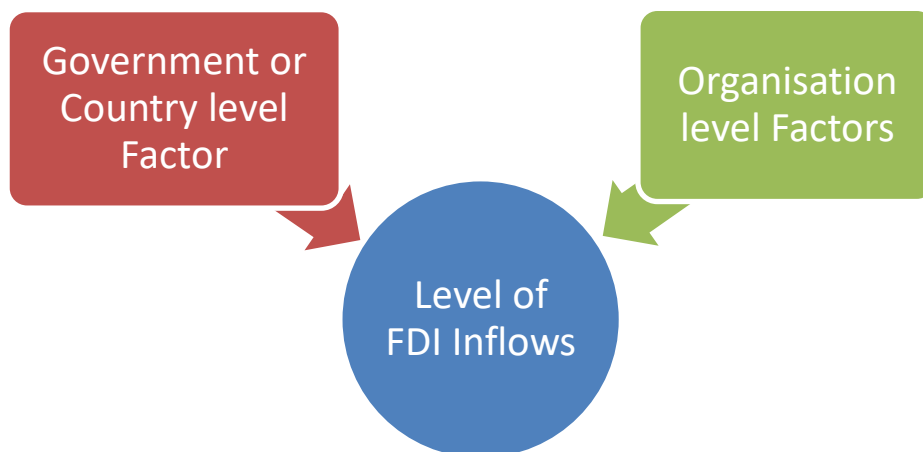 Government or
Country level
Factor
Organisation
level Factors
Level of
FDI Inflows